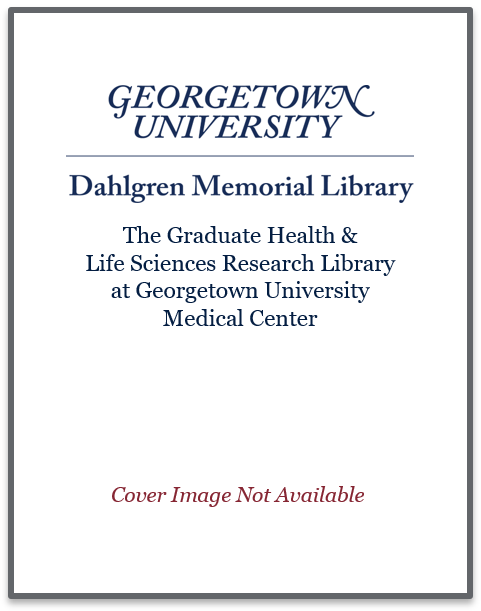 GEORGETOWN
UNIVERSITY
Dahlgren Memorial Library
The Graduate Health &
Life Sciences Research Library
at Georgetown University
Medical Center
Cover Image Not Available